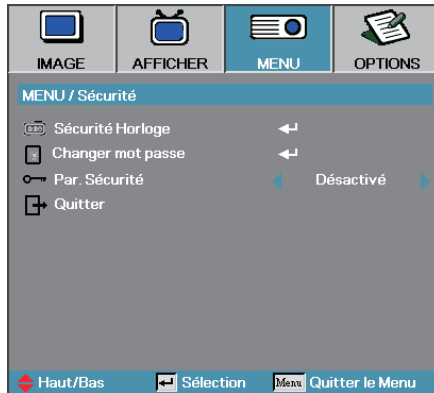 IMAGE AFFICHER MENU OPTIONS
MENU / Sécurité
Sécurité Horloge
Changer mot passe
Par. Sécurité Désactivé
Quitter
Haut/Bas Sélection Menu Quitter le Menu